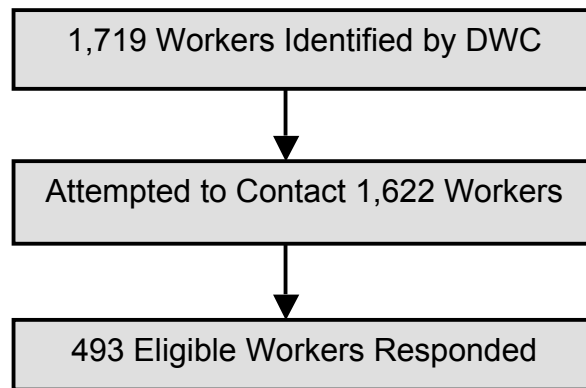 1,719 Workers Identified by DWC
Attempted to Contact 1,622 Workers
493 Eligible Workers Responded